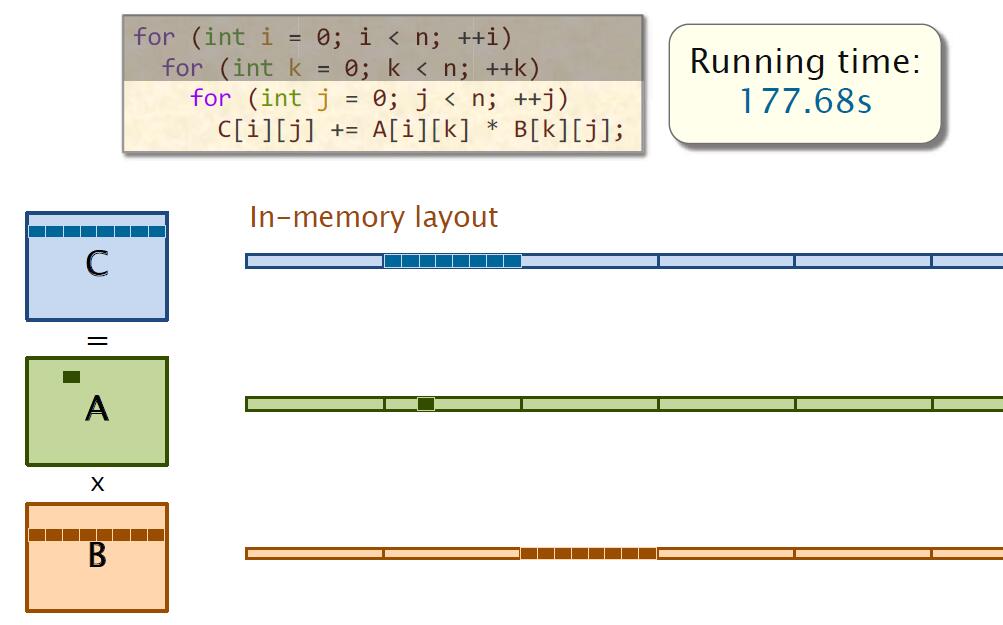 for (int i = 0; i < n; ++i)
for (int k = 0; k < n; ++k)
for (int j = 0; j < n; ++j)
C[i][j] += A[i][k] * B[k][j];
Running time:
177.68s
In-memory layout
C
=
A
x
B